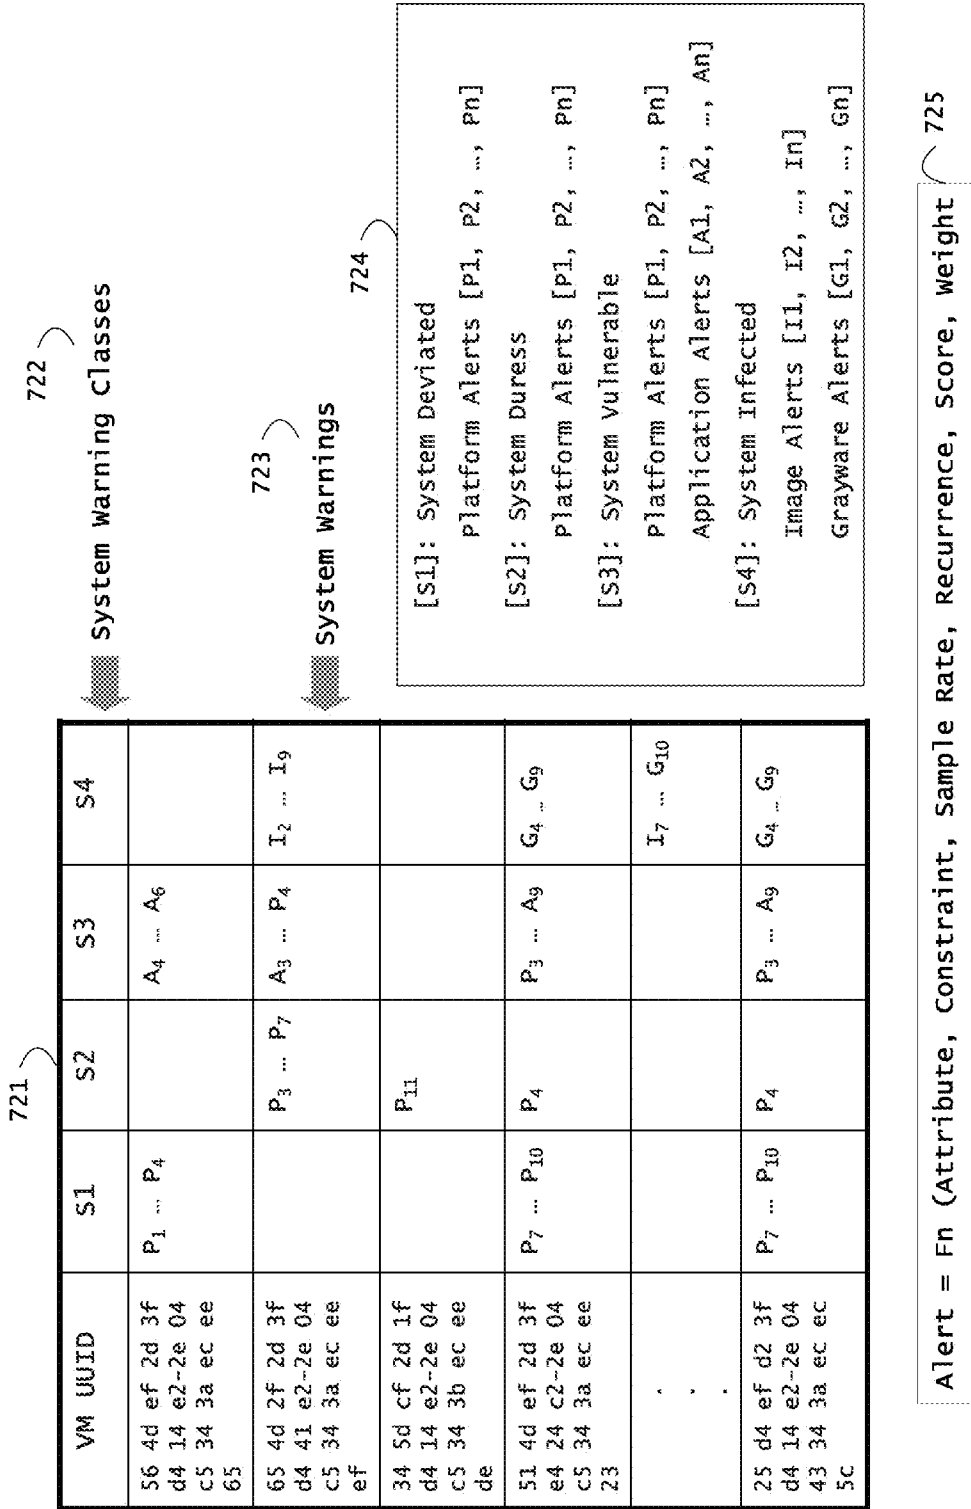 721
722
System Warning Classes
723
System Warnings
VM UUID S1 S2 S3 S4
56 4d ef 2d 3f P1 … P4 A4 … A6
d4 14 e2-2e 04
c5 34 3a ec ee
65
65 4d 2f 2d 3f P3 … P7 A3 … P4 I2 … I9
d4 41 e2-2e 04
c5 34 3a ec ee
ef
34 5d cf 2d 1f P11
d4 14 e2-2e 04
c5 34 3b ec ee
de
51 4d ef 2d 3f P7 … P10 P4 P3 … A9 G4 … G9
e4 24 c2-2e 04
c5 34 3a ec ee
23
. I7 … G10
.
.
25 d4 ef d2 3f P7 … P10 P4 P3 … A9 G4 … G9
d4 14 e2-2e 04
43 34 3a ec ec
5c
724
[S1]: System Deviated
Platform Alerts [P1, P2, …, Pn]
[S2]: System Duress
Platform Alerts [P1, P2, …, Pn]
[S3]: System Vulnerable
Platform Alerts [P1, P2, …, Pn]
Application Alerts [A1, A2, …, An]
[S4]: System Infected
Image Alerts [I1, I2, …, In]
Grayware Alerts [G1, G2, …, Gn]
725
Alert = Fn (Attribute, Constraint, Sample Rate, Recurrence, Score, Weight